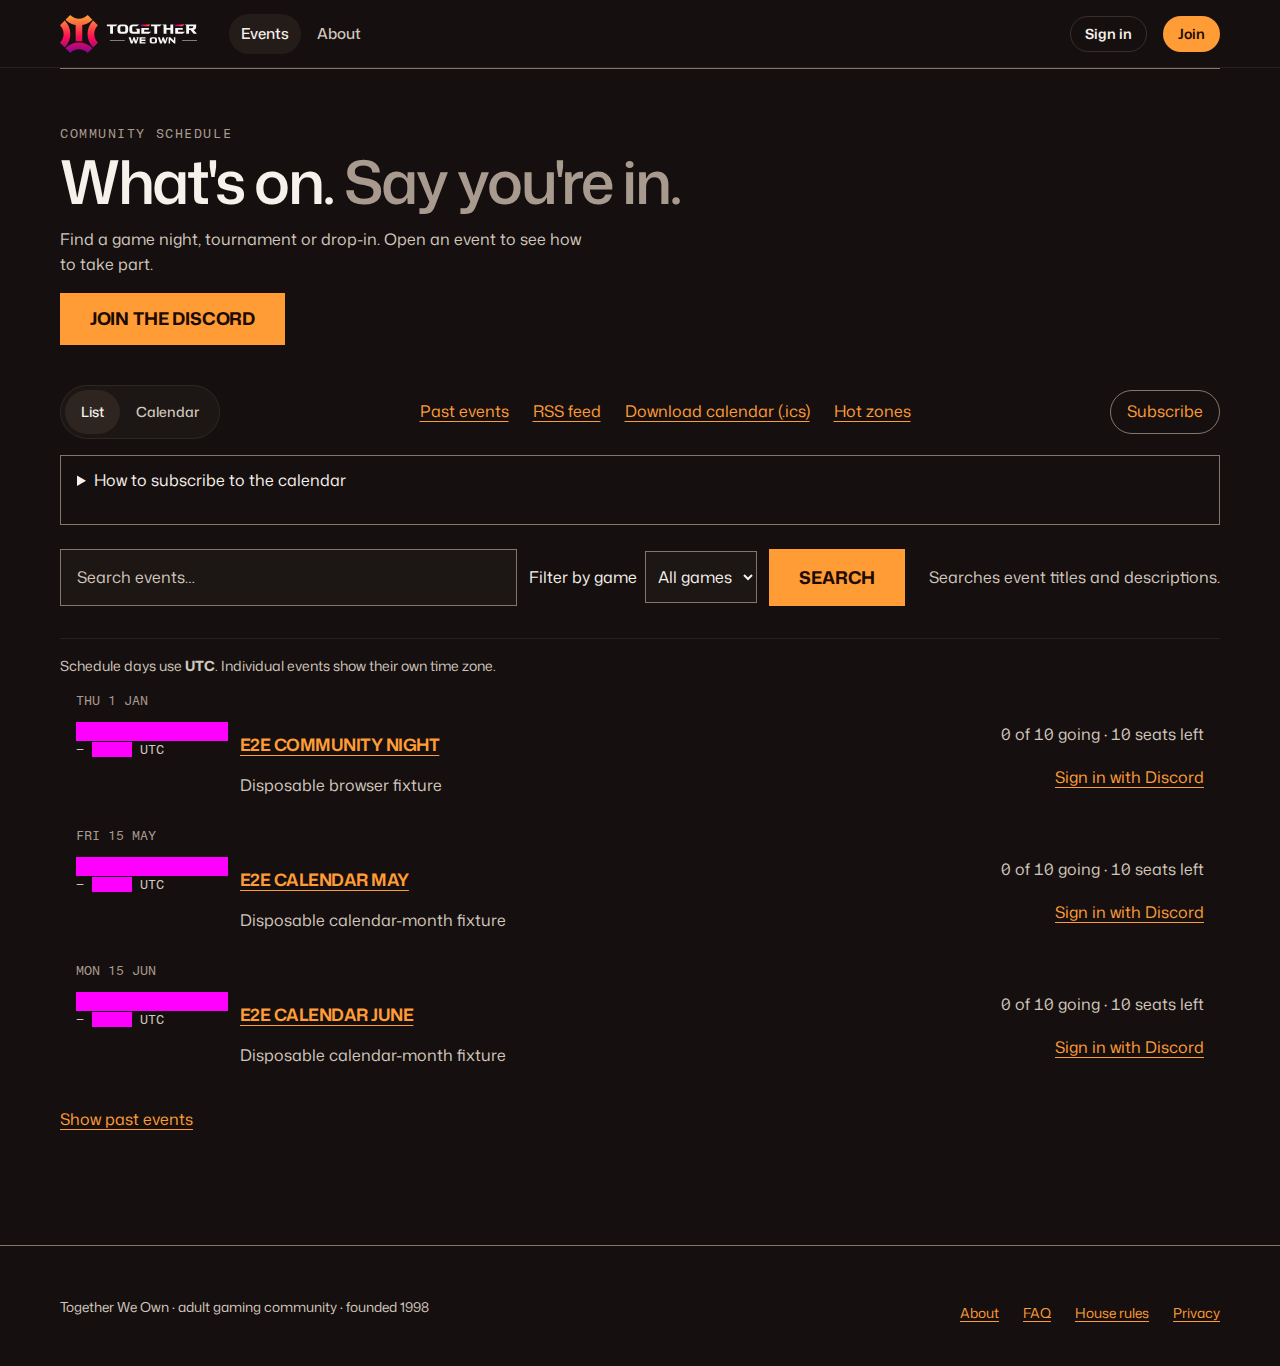 TOGETHER
WE OWN
Events
About
Sign in
Join
COMMUNITY SCHEDULE
What's on. Say you're in.
Find a game night, tournament or drop-in. Open an event to see how
to take part.
JOIN THE DISCORD
List
Calendar
Past events
RSS feed
Download calendar (.ics)
Hot zones
Subscribe
How to subscribe to the calendar
Search events...
Filter by game
All games
SEARCH
Searches event titles and descriptions.
Schedule days use UTC. Individual events show their own time zone.
THU 1 JAN
– UTC
E2E COMMUNITY NIGHT
Disposable browser fixture
0 of 10 going · 10 seats left
Sign in with Discord
FRI 15 MAY
– UTC
E2E CALENDAR MAY
Disposable calendar-month fixture
0 of 10 going · 10 seats left
Sign in with Discord
MON 15 JUN
– UTC
E2E CALENDAR JUNE
Disposable calendar-month fixture
0 of 10 going · 10 seats left
Sign in with Discord
Show past events
Together We Own · adult gaming community · founded 1998
About
FAQ
House rules
Privacy